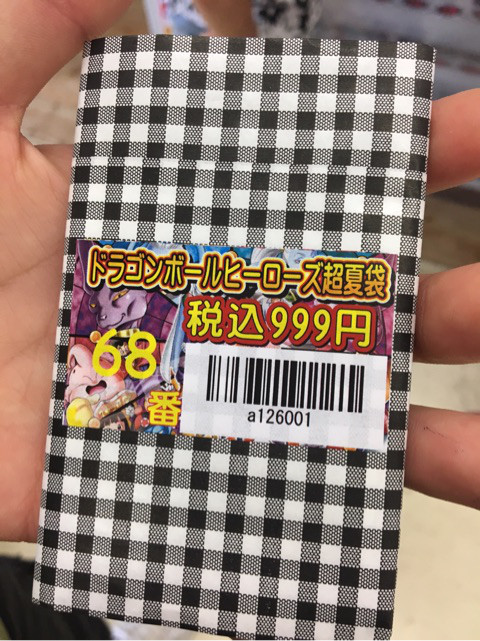 ドラゴンボールヒーローズ超夏袋
税込999円
68
番
a126001